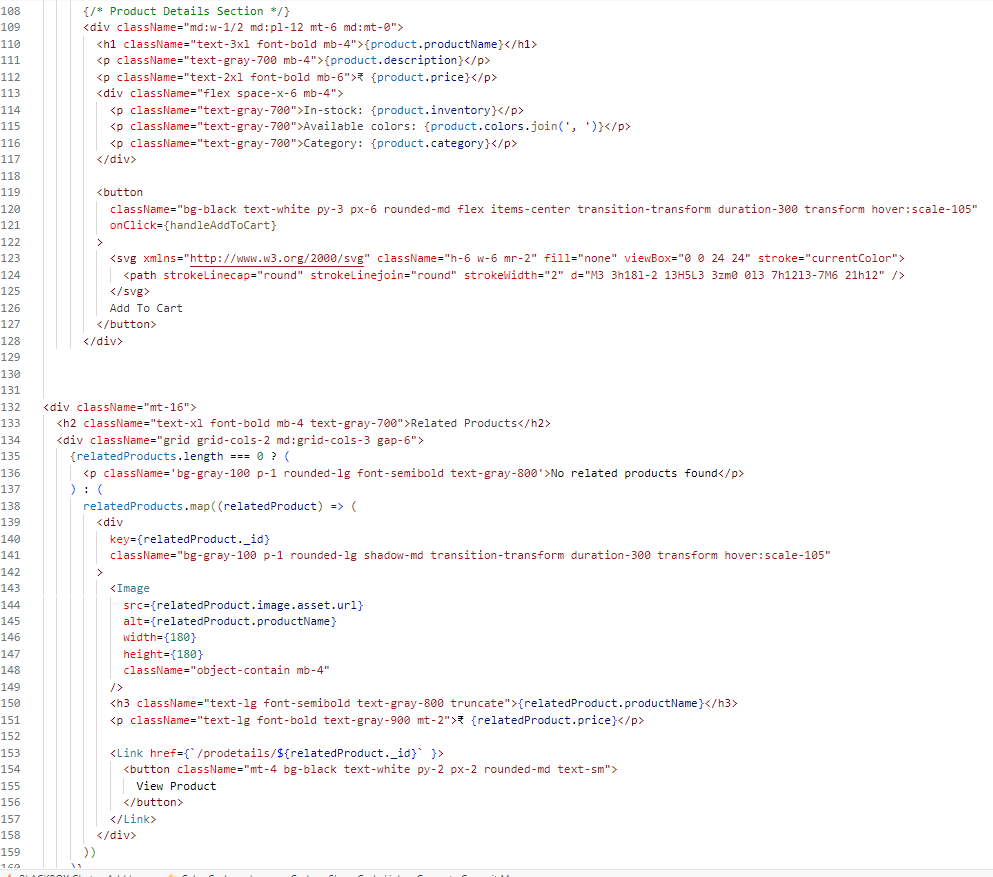 108 {/* Product Details Section */}
109 <div className="md:w-1/2 md:pl-12 mt-6 md:mt-0">
110 <h1 className="text-3xl font-bold mb-4">{product.productName}</h1>
111 <p className="text-gray-700 mb-4">{product.description}</p>
112 <p className="text-2xl font-bold mb-6">₹ {product.price}</p>
113 <div className="flex space-x-6 mb-4">
114 <p className="text-gray-700">In-stock: {product.inventory}</p>
115 <p className="text-gray-700">Available colors: {product.colors.join(', ')}</p>
116 <p className="text-gray-700">Category: {product.category}</p>
117 </div>
118
119 <button
120 className="bg-black text-white py-3 px-6 rounded-md flex items-center transition-transform duration-300 transform hover:scale-105"
121 onClick={handleAddToCart}
122 >
123 <svg xmlns="http://www.w3.org/2000/svg" className="h-6 w-6 mr-2" fill="none" viewBox="0 0 24 24" stroke="currentColor">
124 <path strokeLinecap="round" strokeLinejoin="round" strokeWidth="2" d="M3 3h18l-2 13H5L3 3zm0 0l3 7h12l3-7M6 21h12" />
125 </svg>
126 Add To Cart
127 </button>
128 </div>
129
130
131
132 <div className="mt-16">
133 <h2 className="text-xl font-bold mb-4 text-gray-700">Related Products</h2>
134 <div className="grid grid-cols-2 md:grid-cols-3 gap-6">
135 {relatedProducts.length === 0 ? (
136 <p className='bg-gray-100 p-1 rounded-lg font-semibold text-gray-800'>No related products found</p>
137 ) : (
138 relatedProducts.map((relatedProduct) => (
139 <div
140 key={relatedProduct._id}
141 className="bg-gray-100 p-1 rounded-lg shadow-md transition-transform duration-300 transform hover:scale-105"
142 >
143 <Image
144 src={relatedProduct.image.asset.url}
145 alt={relatedProduct.productName}
146 width={180}
147 height={180}
148 className="object-contain mb-4"
149 />
150 <h3 className="text-lg font-semibold text-gray-800 truncate">{relatedProduct.productName}</h3>
151 <p className="text-lg font-bold text-gray-900 mt-2">₹ {relatedProduct.price}</p>
152
153 <Link href={`/prodetails/${relatedProduct._id}` }>
154 <button className="mt-4 bg-black text-white py-2 px-2 rounded-md text-sm">
155 View Product
156 </button>
157 </Link>
158 </div>
159 ))
160 )}